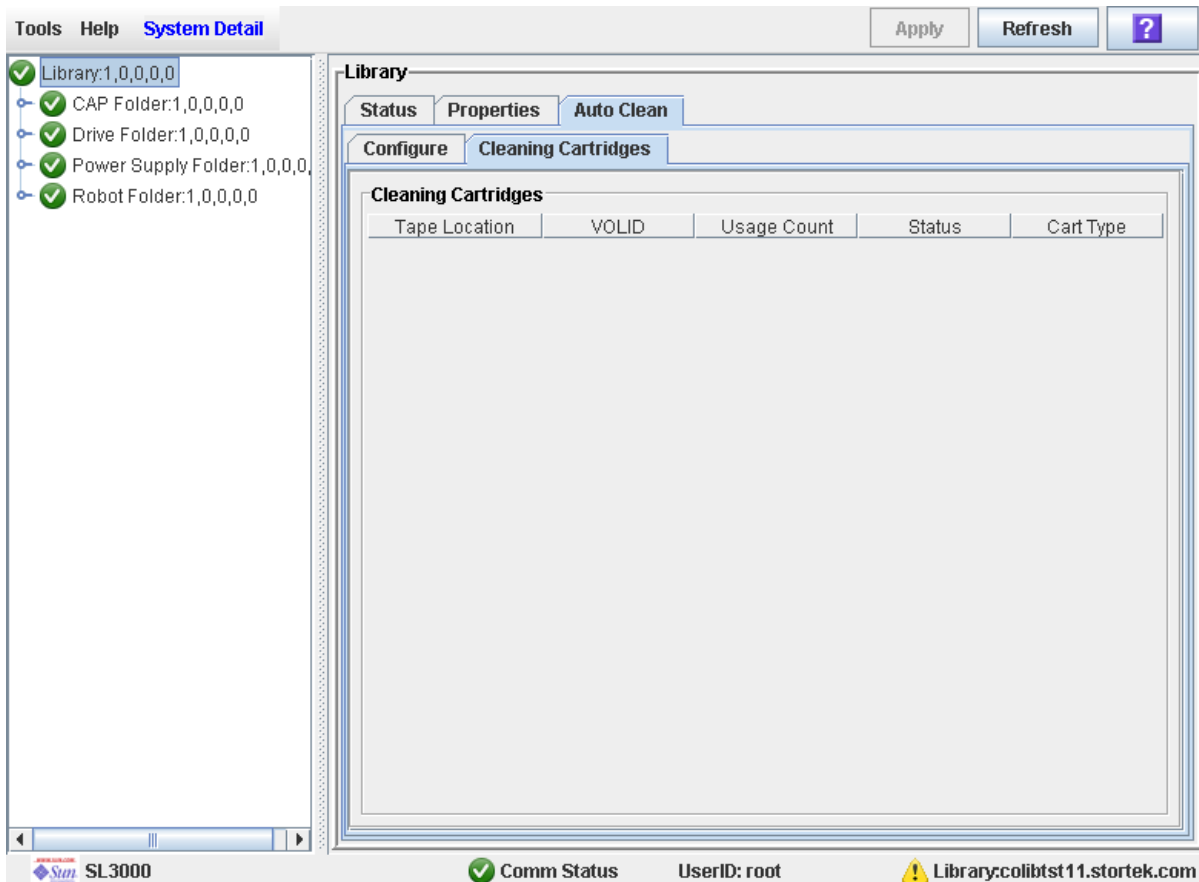 Tools Help System Detail Apply Refresh ?
Library:1,0,0,0,0
CAP Folder:1,0,0,0,0
Drive Folder:1,0,0,0,0
Power Supply Folder:1,0,0,0,
Robot Folder:1,0,0,0,0
Library
Status Properties Auto Clean
Configure Cleaning Cartridges
Cleaning Cartridges
Tape Location VOLID Usage Count Status Cart Type
Sun SL3000 Comm Status UserID: root Library:colibtst11.stortek.com